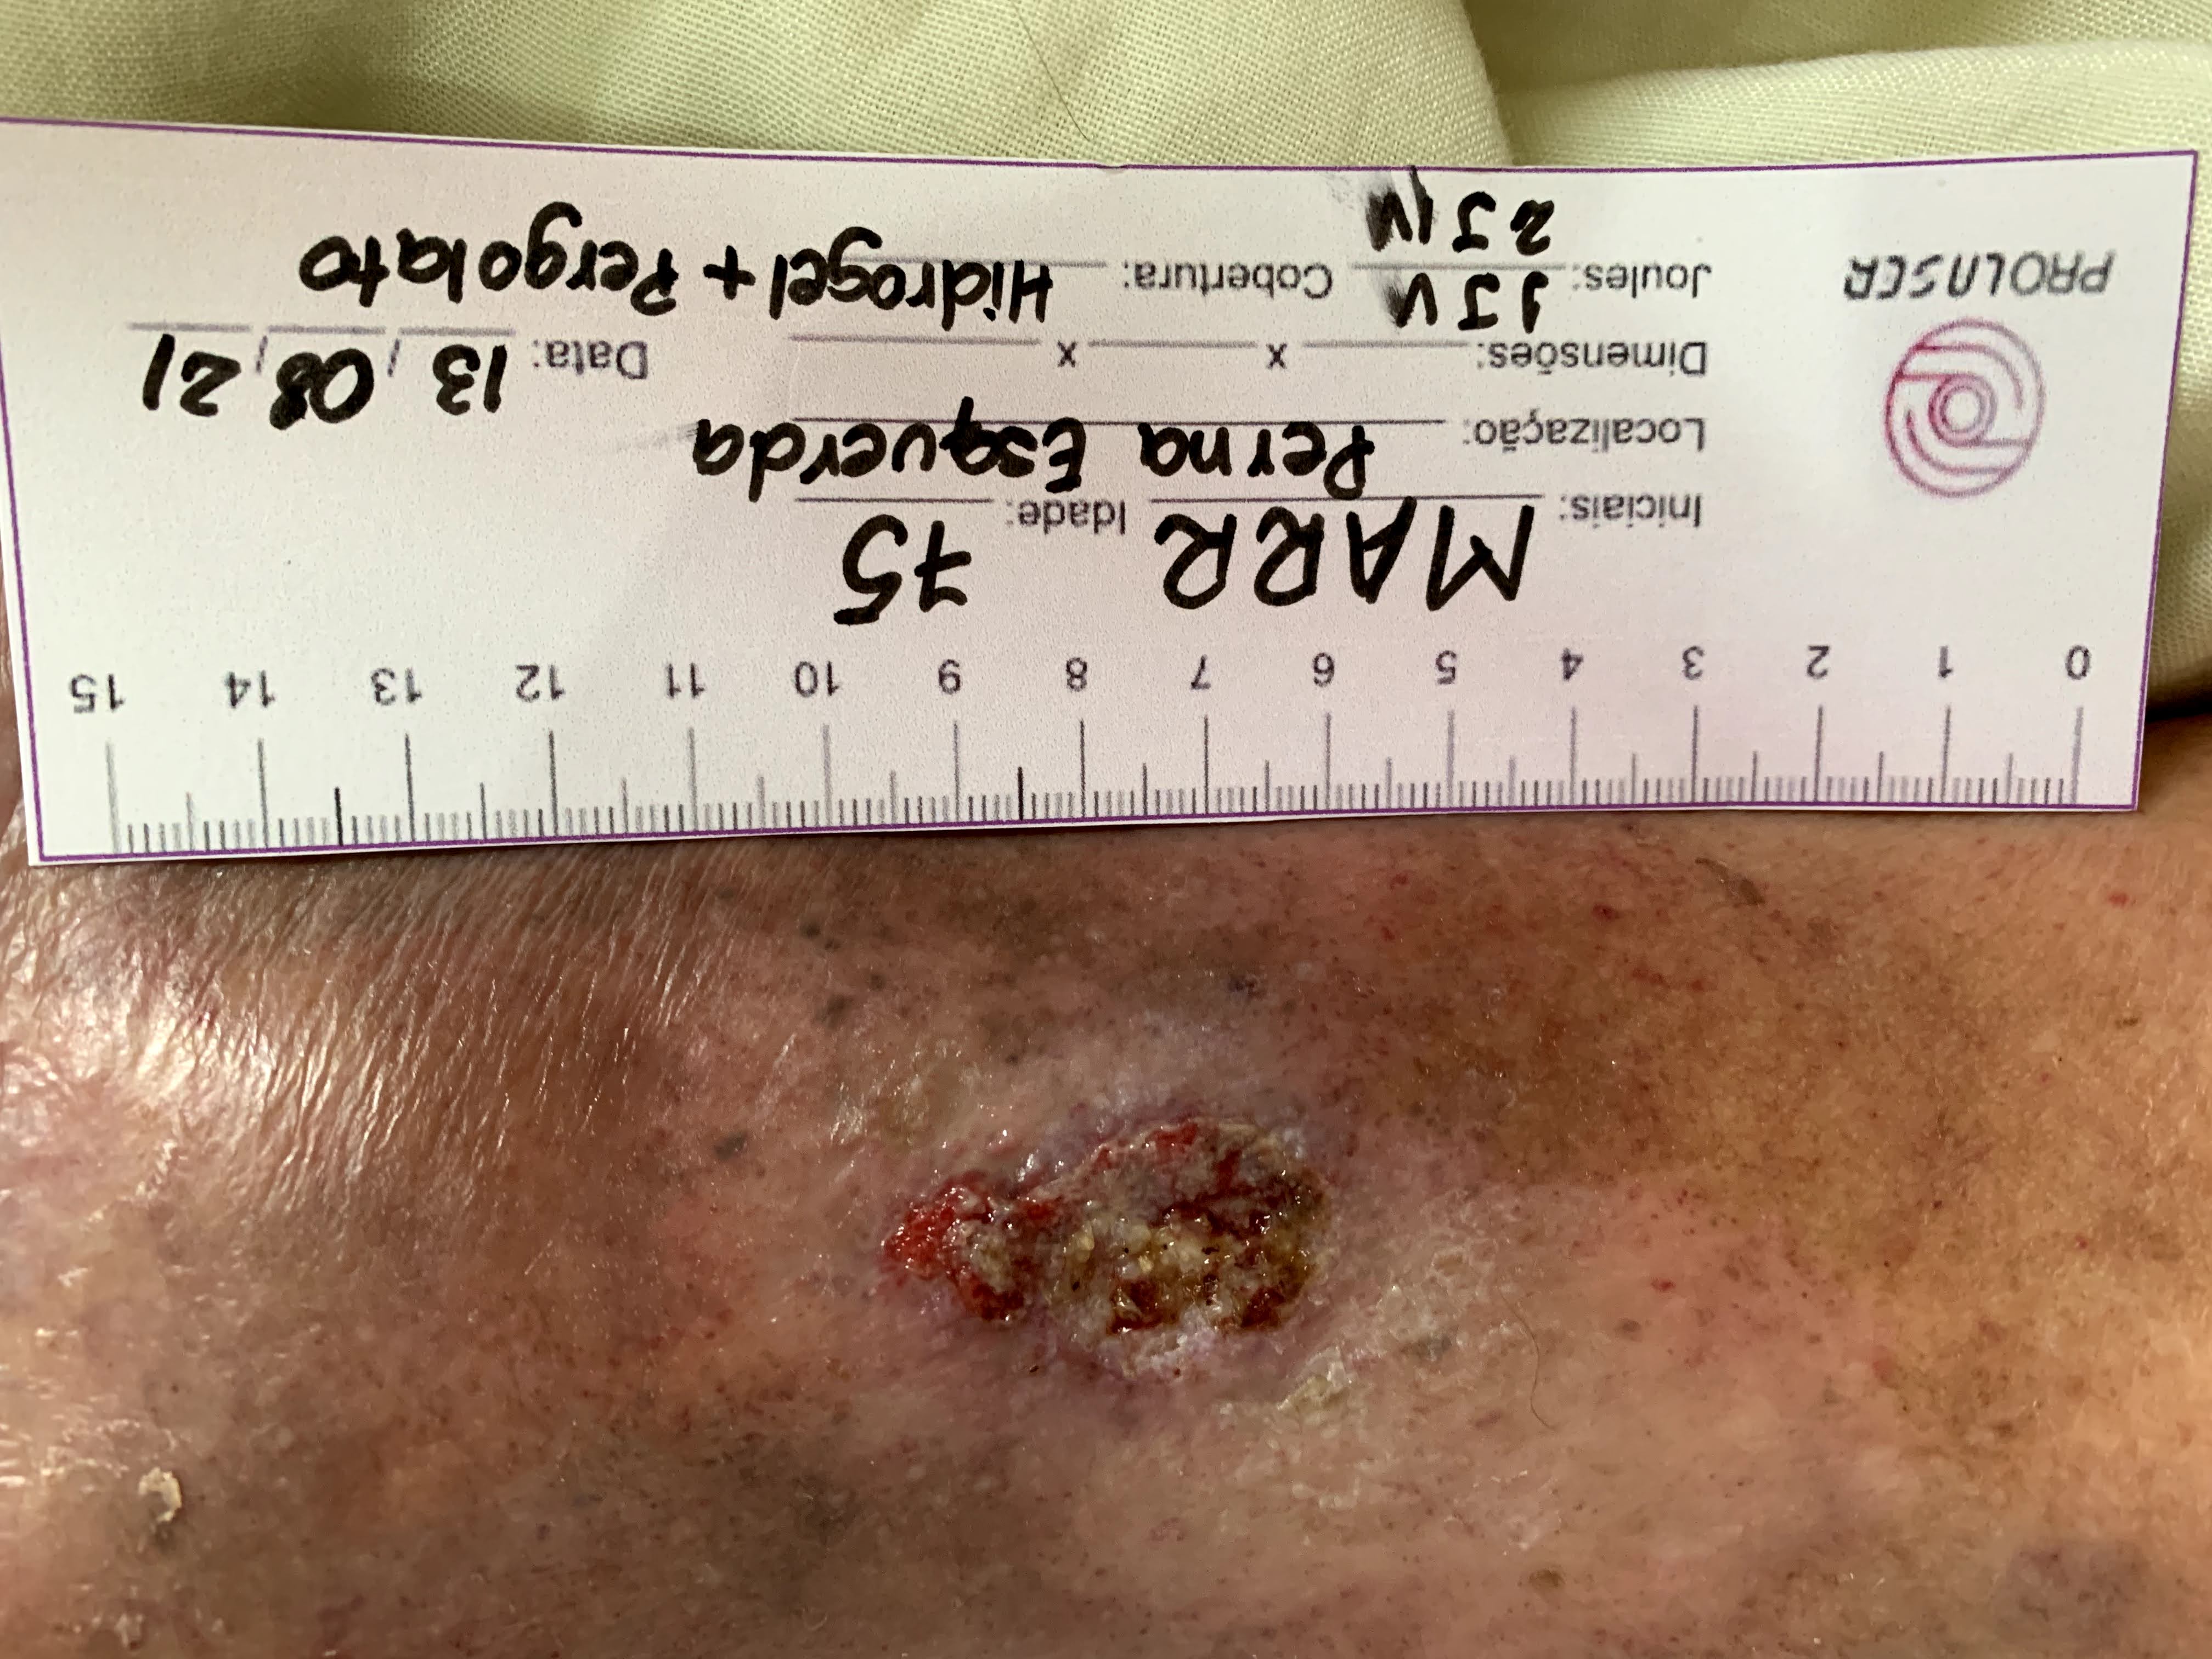 0 1 2 3 4 5 6 7 8 9 10 11 12 13 14 15
Iniciais: MARR Idade: 75
Localização: Perna Esquerda
Dimensões: x x Data: 13/08/21
PROLASER Joules: 1 J V Cobertura: Hidrogel + Pergolato
2 J IV